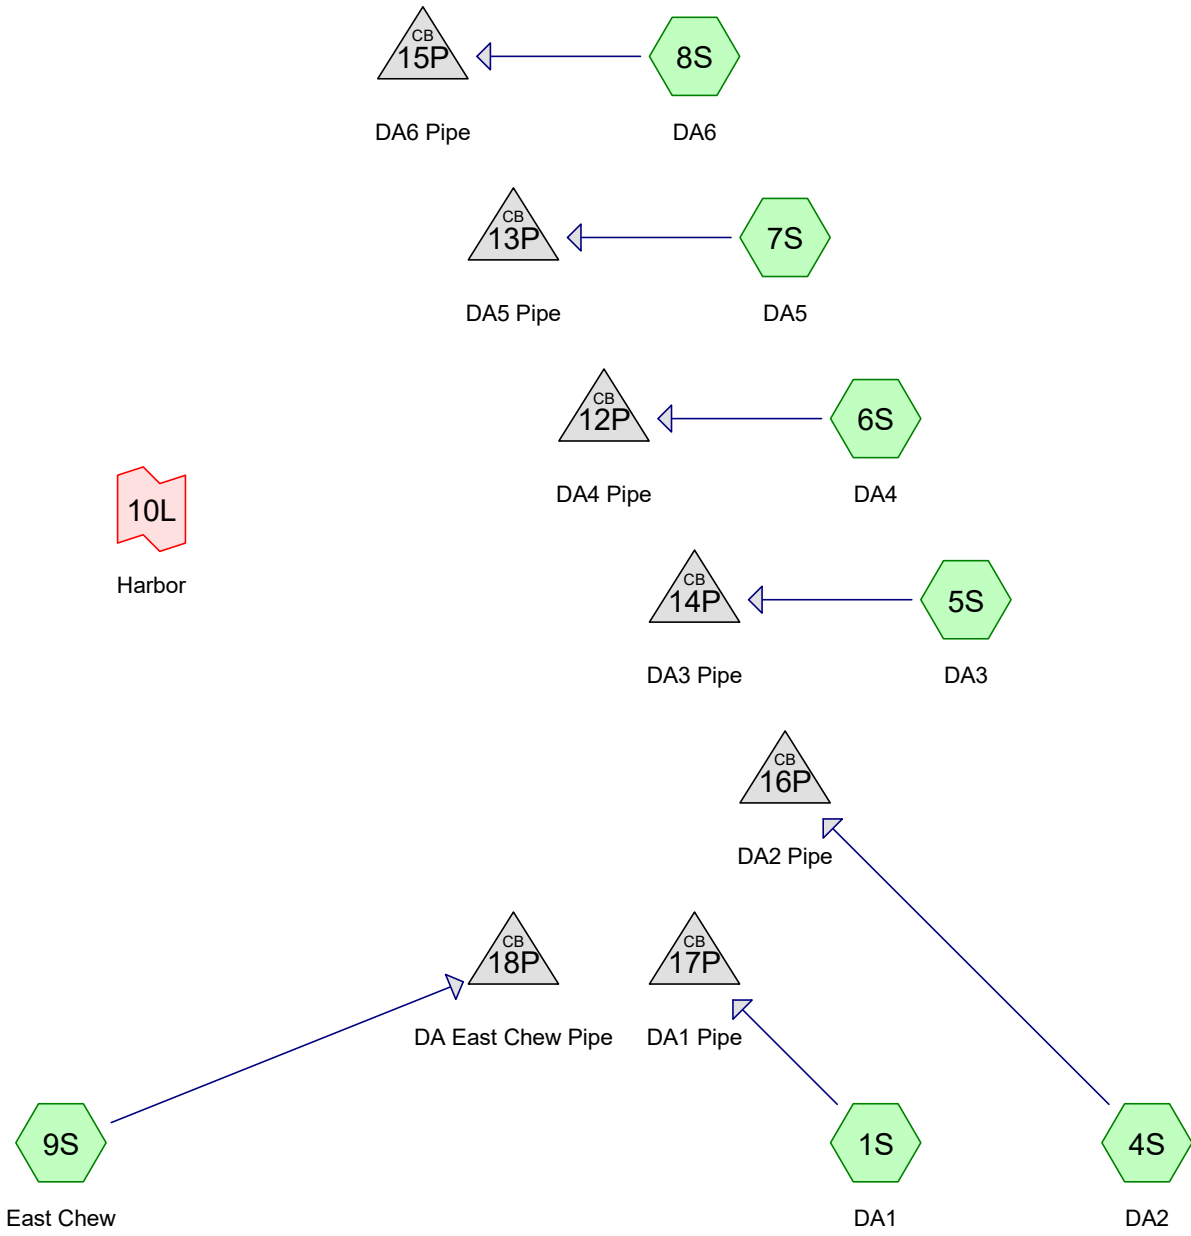 CB
15P
8S
DA6 Pipe
DA6
CB
13P
7S
DA5 Pipe
DA5
CB
12P
6S
DA4 Pipe
DA4
10L
Harbor
CB
14P
5S
DA3 Pipe
DA3
CB
16P
DA2 Pipe
CB
18P
CB
17P
DA East Chew Pipe
DA1 Pipe
9S
1S
4S
East Chew
DA1
DA2